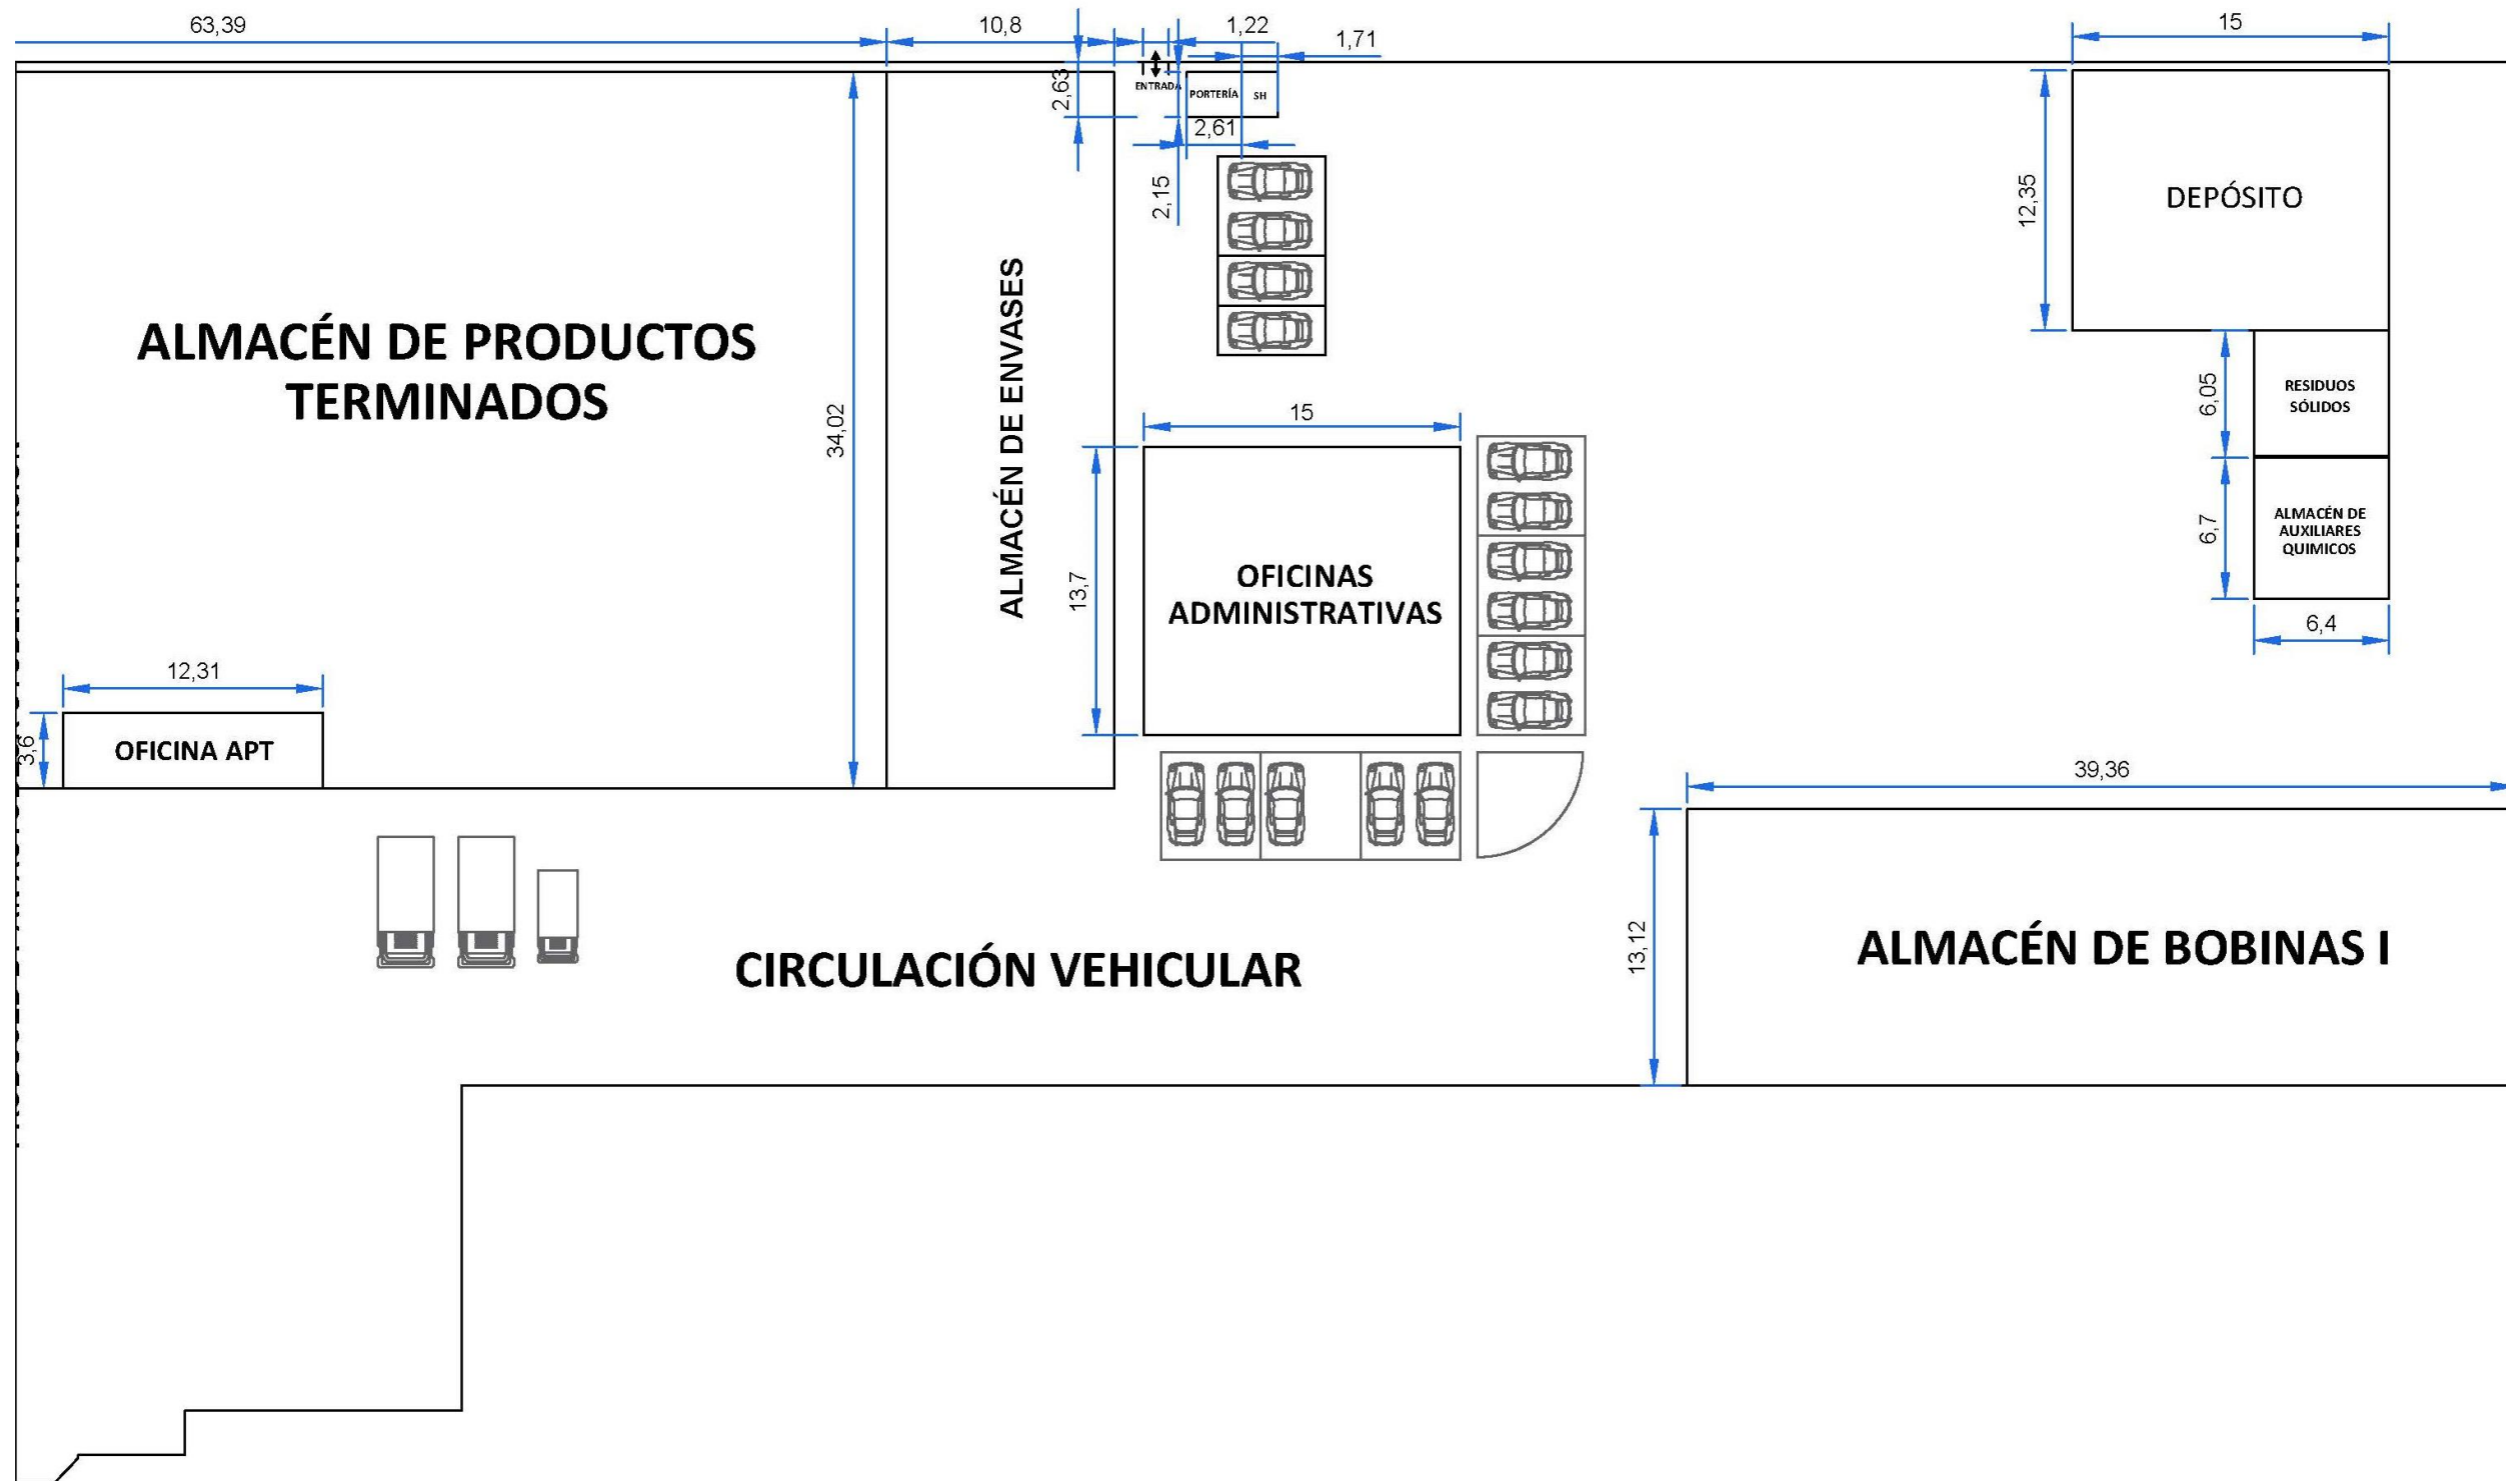 63,39
10,8
1,22
1,71
15
2,63
ENTRADA
PORTERÍA
SH
2,61
2,15
12,35
DEPÓSITO
ALMACÉN DE PRODUCTOS
TERMINADOS
34,02
ALMACÉN DE ENVASES
15
13,7
OFICINAS
ADMINISTRATIVAS
6,05
RESIDUOS
SÓLIDOS
6,7
ALMACÉN DE
AUXILIARES
QUIMICOS
6,4
12,31
3,6
OFICINA APT
39,36
13,12
ALMACÉN DE BOBINAS I
CIRCULACIÓN VEHICULAR